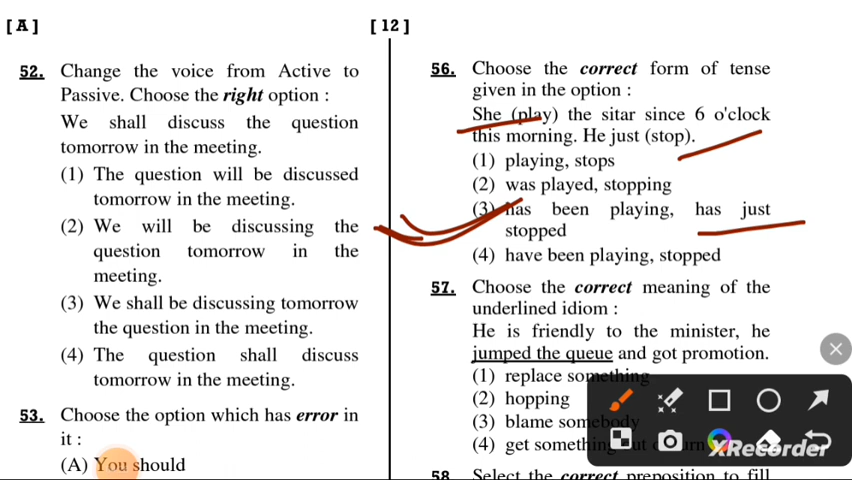 [ A ]
[ 12 ]
52. Change the voice from Active to
Passive. Choose the right option :
We shall discuss the question
tomorrow in the meeting.
(1) The question will be discussed
tomorrow in the meeting.
(2) We will be discussing the
question tomorrow in the
meeting.
(3) We shall be discussing tomorrow
the question in the meeting.
(4) The question shall discuss
tomorrow in the meeting.
53. Choose the option which has error in
it :
(A) You should
56. Choose the correct form of tense
given in the option :
She (play) the sitar since 6 o'clock
this morning. He just (stop).
(1) playing, stops
(2) was played, stopping
(3) has been playing, has just
stopped
(4) have been playing, stopped
57. Choose the correct meaning of the
underlined idiom :
He is friendly to the minister, he
jumped the queue and got promotion.
(1) replace something
(2) hopping
(3) blame somebody
(4) get something
58. Select the correct preposition to fill
XRecorder